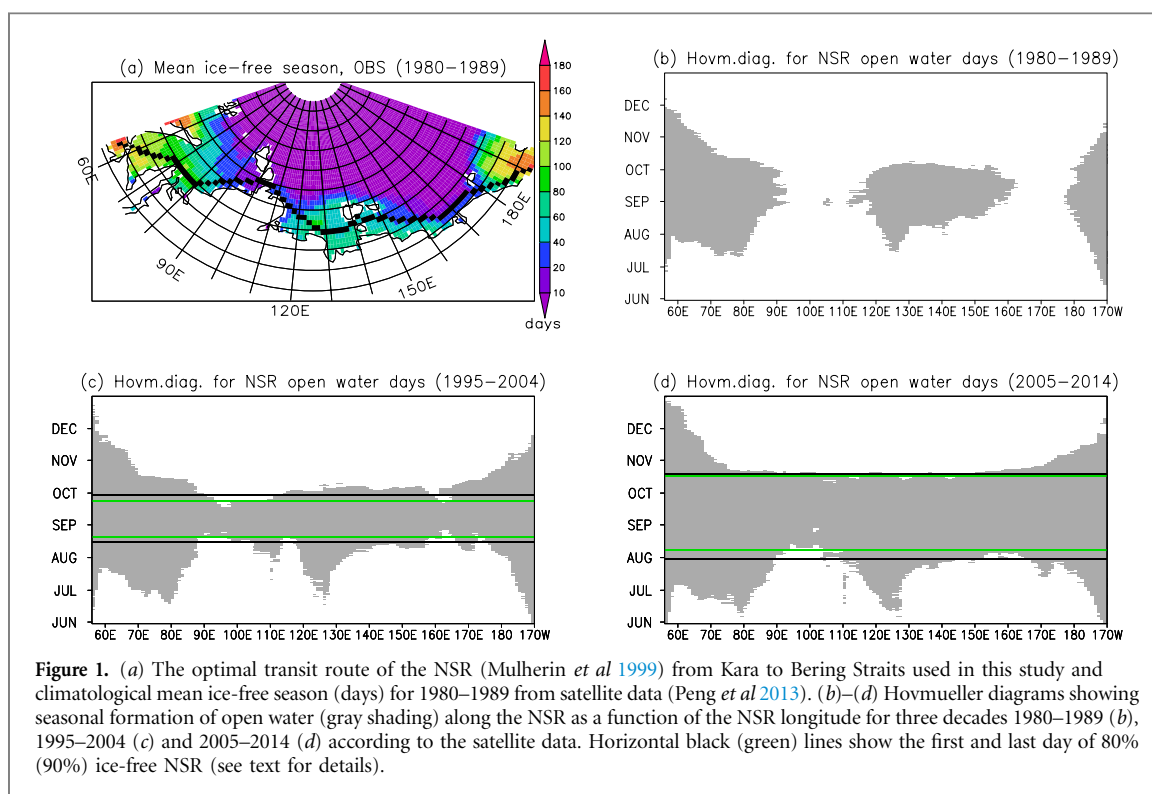 (a) Mean ice-free season, OBS (1980-1989)
180
160
140
120
100
80
60
40
20
10
days
60E
90E
120E
150E
180E
(b) Hovm.diag. for NSR open water days (1980-1989)
DEC
NOV
OCT
SEP
AUG
JUL
JUN
60E 70E 80E 90E 100E 110E 120E 130E 140E 150E 160E 170E 180 170W
(c) Hovm.diag. for NSR open water days (1995-2004)
DEC
NOV
OCT
SEP
AUG
JUL
JUN
60E 70E 80E 90E 100E 110E 120E 130E 140E 150E 160E 170E 180 170W
(d) Hovm.diag. for NSR open water days (2005-2014)
DEC
NOV
OCT
SEP
AUG
JUL
JUN
60E 70E 80E 90E 100E 110E 120E 130E 140E 150E 160E 170E 180 170W
Figure 1. (a) The optimal transit route of the NSR (Mulherin et al 1999) from Kara to Bering Straits used in this study and
climatological mean ice-free season (days) for 1980–1989 from satellite data (Peng et al 2013). (b)–(d) Hovmueller diagrams showing
seasonal formation of open water (gray shading) along the NSR as a function of the NSR longitude for three decades 1980–1989 (b),
1995–2004 (c) and 2005–2014 (d) according to the satellite data. Horizontal black (green) lines show the first and last day of 80%
(90%) ice-free NSR (see text for details).